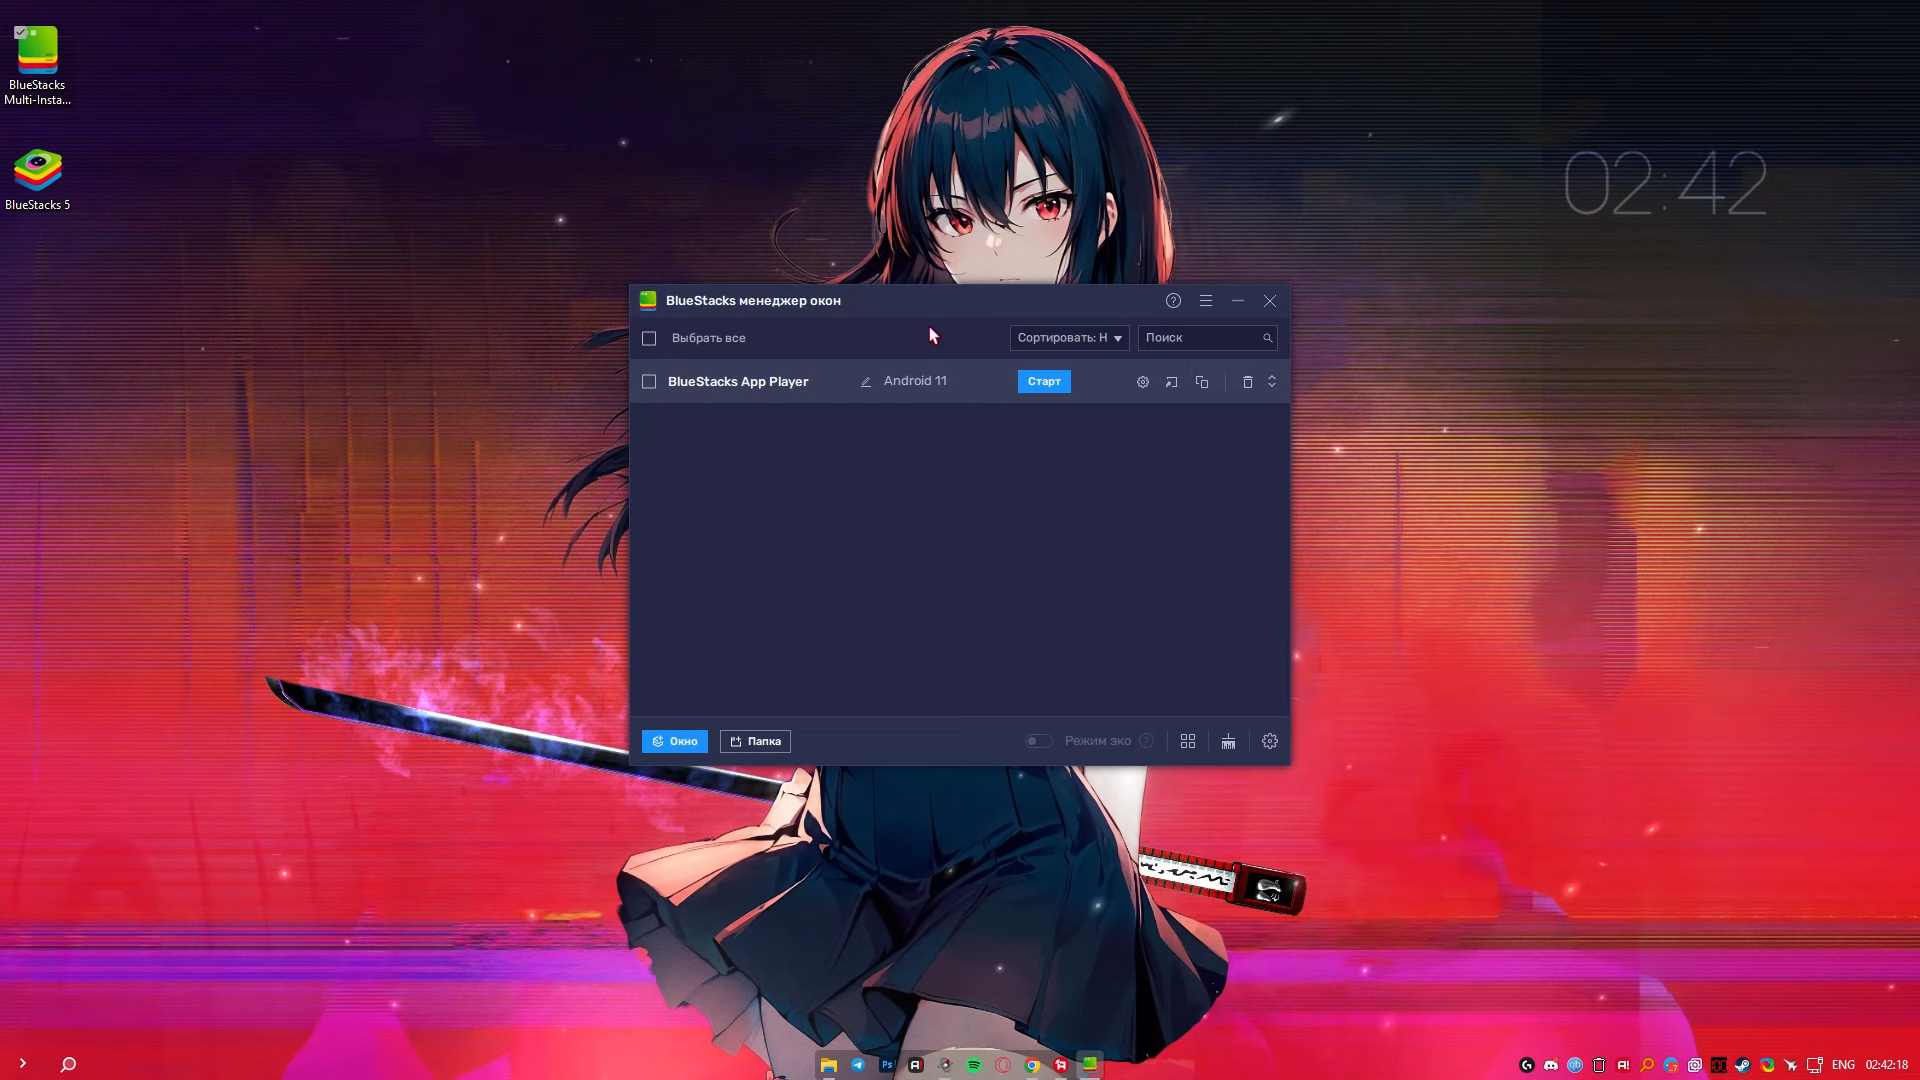 BlueStacks
Multi-Insta...
BlueStacks 5
02:42
BlueStacks менеджер окон
Выбрать все
Сортировать: Н
Поиск
BlueStacks App Player
Android 11
Старт
Окно
Папка
Режим эко
ENG
02:42:18